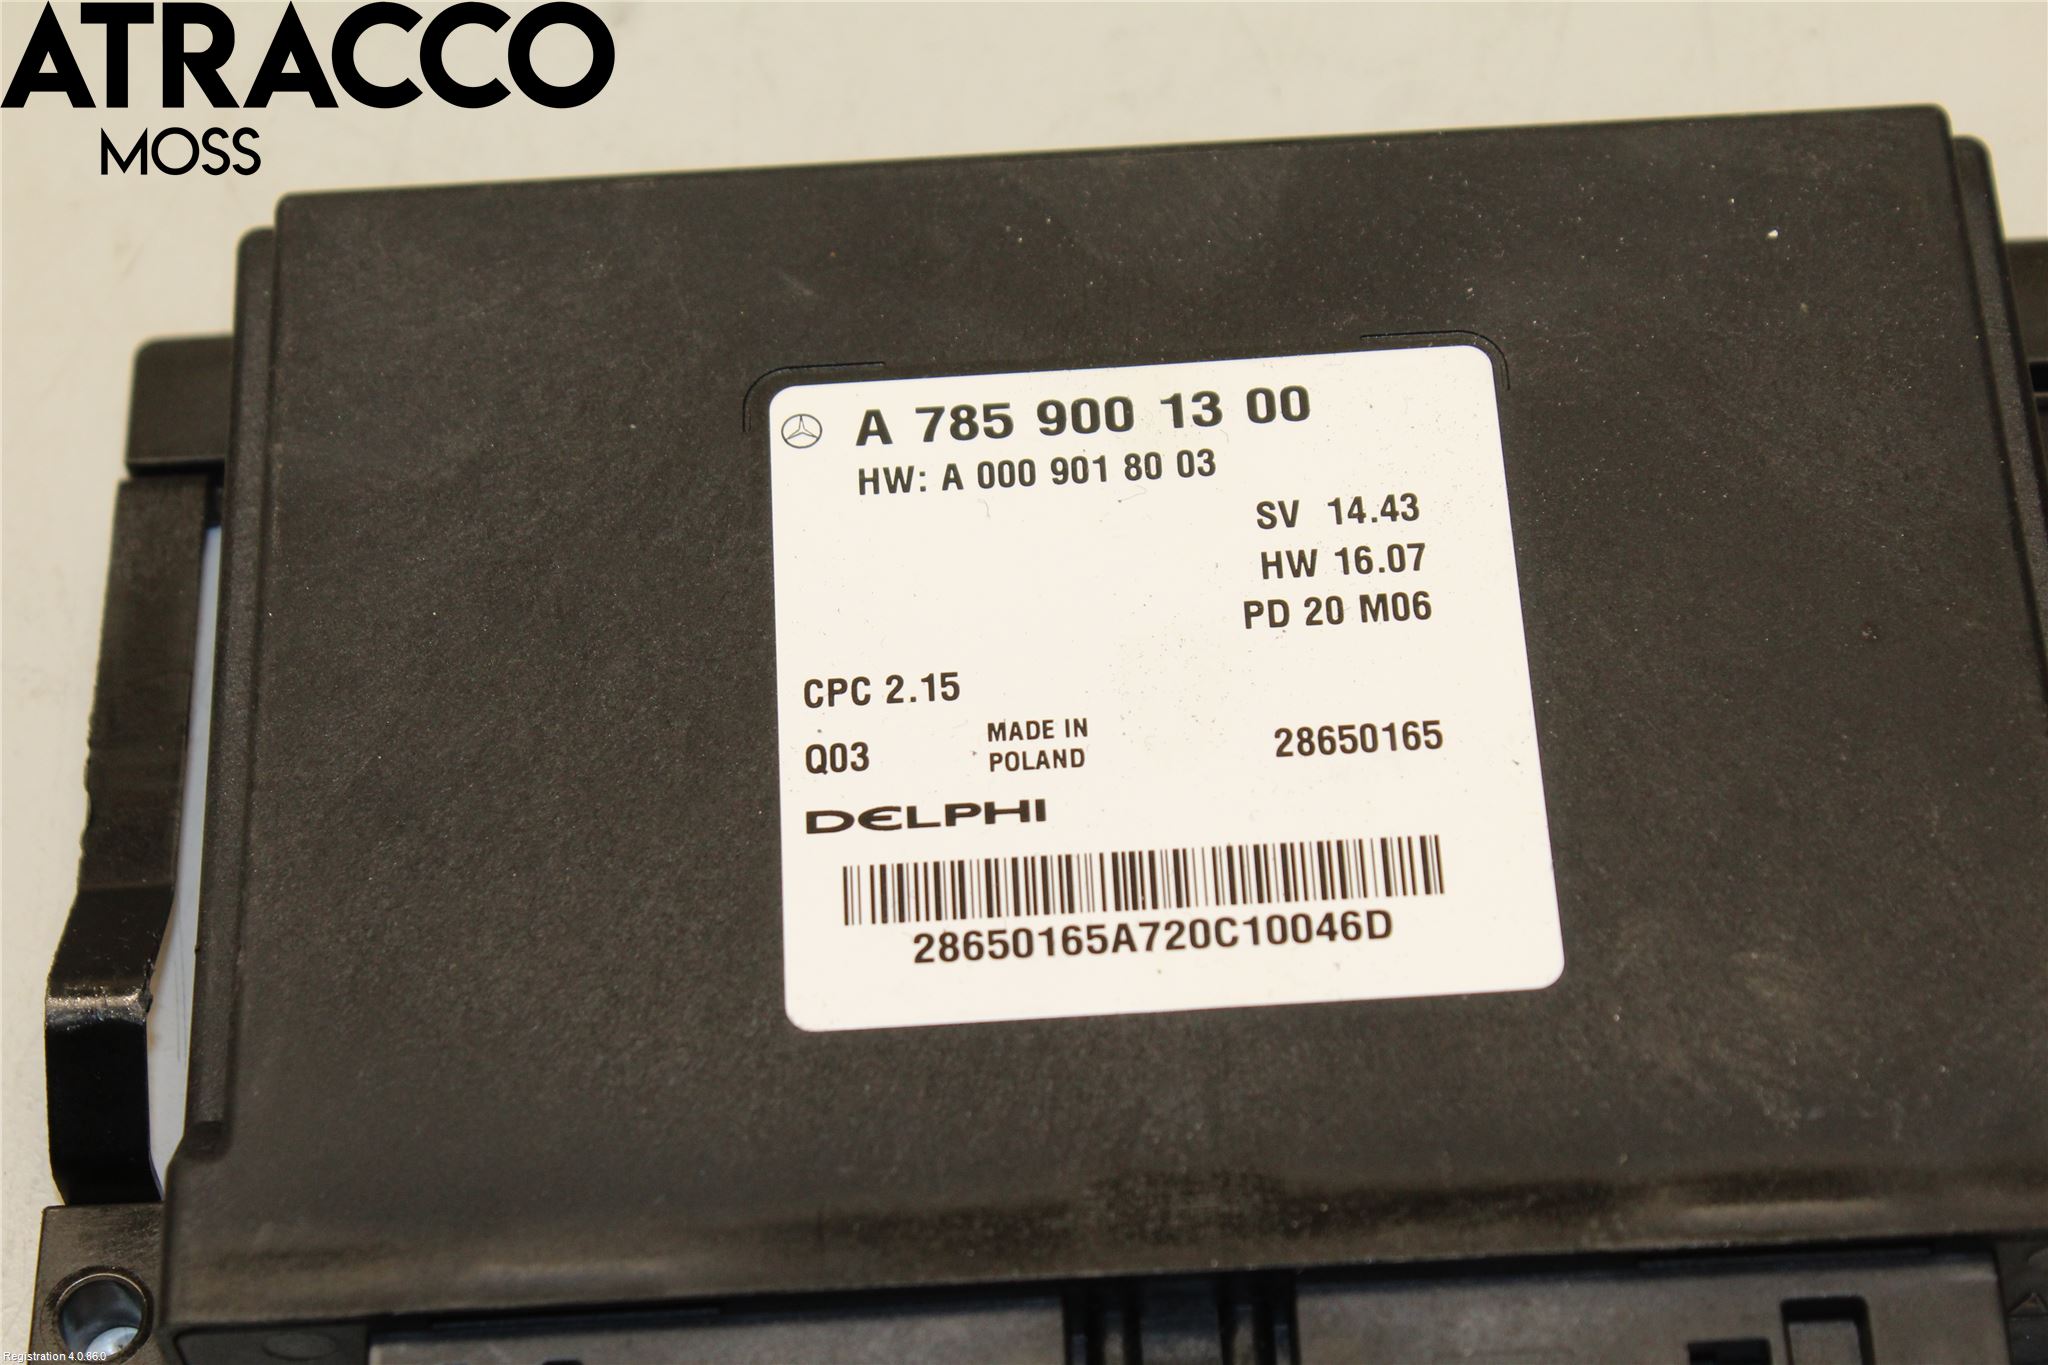 ATRACCO
MOSS
A 785 900 13 00
HW: A 000 901 80 03
SV 14.43
HW 16.07
PD 20 M06
CPC 2.15
Q03
MADE IN
POLAND
28650165
DELPHI
28650165A720C10046D
Registration 4.0.86.0